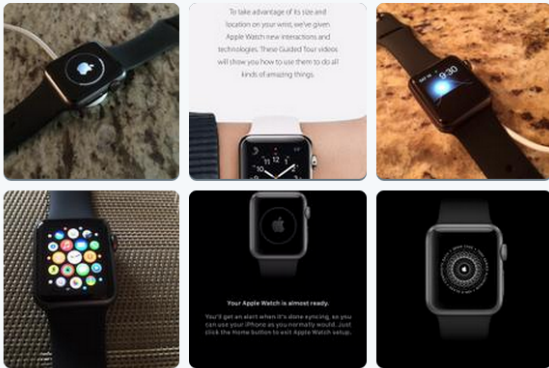 To take advantage of its size and
location on your wrist, we've given
Apple Watch new interactions and
technologies. These Guided Tour videos
will show you how to use them to do all
kinds of amazing things.
9:30
12
Your Apple Watch is almost ready.
You'll get an alert when it's done syncing, so you
can use your iPhone as you normally would. Just
click the Home button to exit Apple Watch setup.